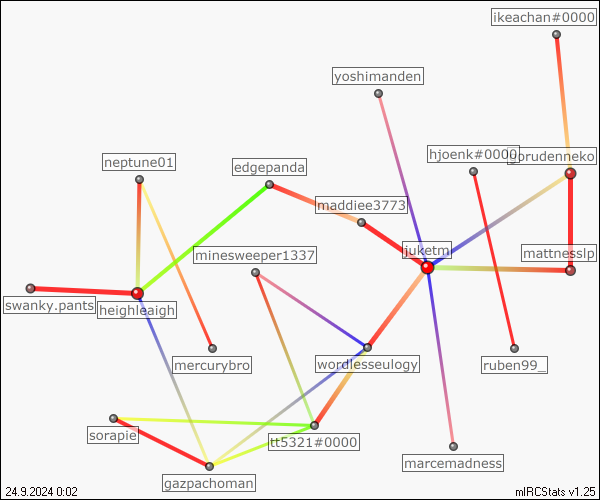 ikeachan#0000
yoshimanden
hjoenk#0000
gorudenneko
neptune01
edgepanda
maddiee3773
minesweeper1337
juketm
mattnesslp
swanky.pants
heighleaigh
mercurybro
wordlesseulogy
ruben99_
sorapie
tt5321#0000
marcemadness
gazpachoman
24.9.2024 0:02
mIRCStats v1.25